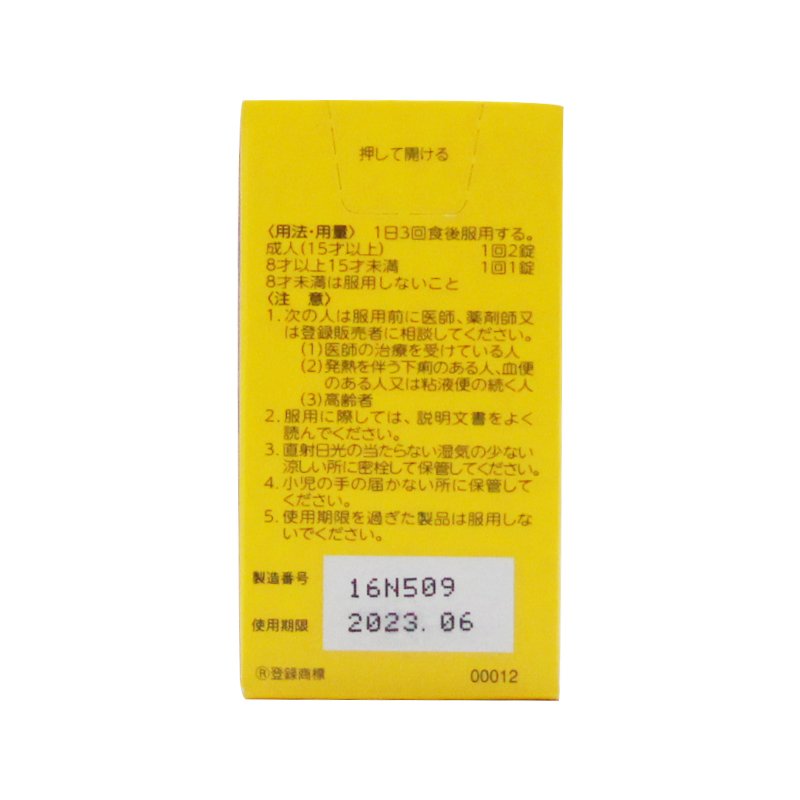 押して開ける
〈用法・用量〉 1日3回食後服用する。
成人(15才以上) 1回2錠
8才以上15才未満 1回1錠
8才未満は服用しないこと
〈注 意〉
1. 次の人は服用前に医師、薬剤師又
は登録販売者に相談してください。
(1)医師の治療を受けている人
(2)発熱を伴う下痢のある人、血便
のある人又は粘液便の続く人
(3)高齢者
2. 服用に際しては、説明文書をよく
読んでください。
3. 直射日光の当たらない湿気の少ない
涼しい所に密栓して保管してください。
4. 小児の手の届かない所に保管して
ください。
5. 使用期限を過ぎた製品は服用しな
いでください。
製造番号 16N509
使用期限 2023.06
®登録商標 00012